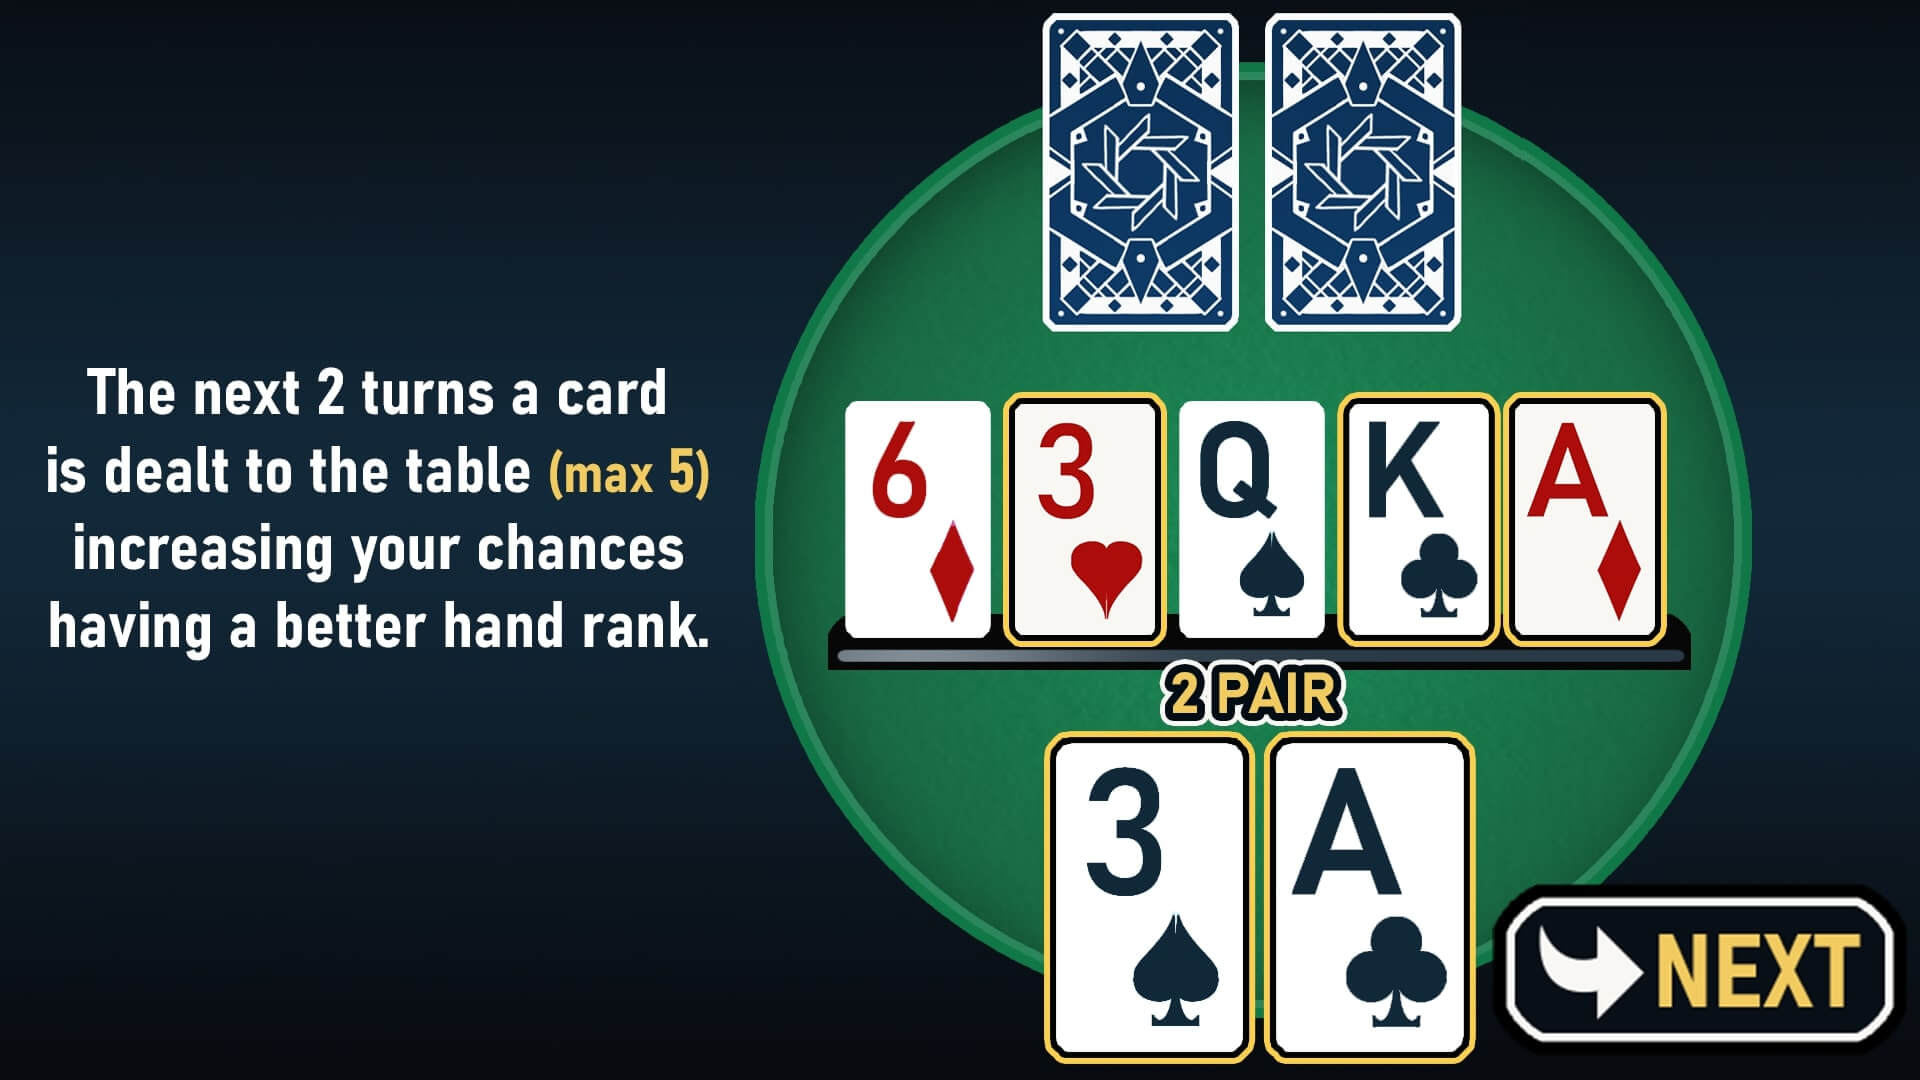 The next 2 turns a card
is dealt to the table (max 5)
increasing your chances
having a better hand rank.
6 3 Q K A
2 PAIR
3 A
NEXT